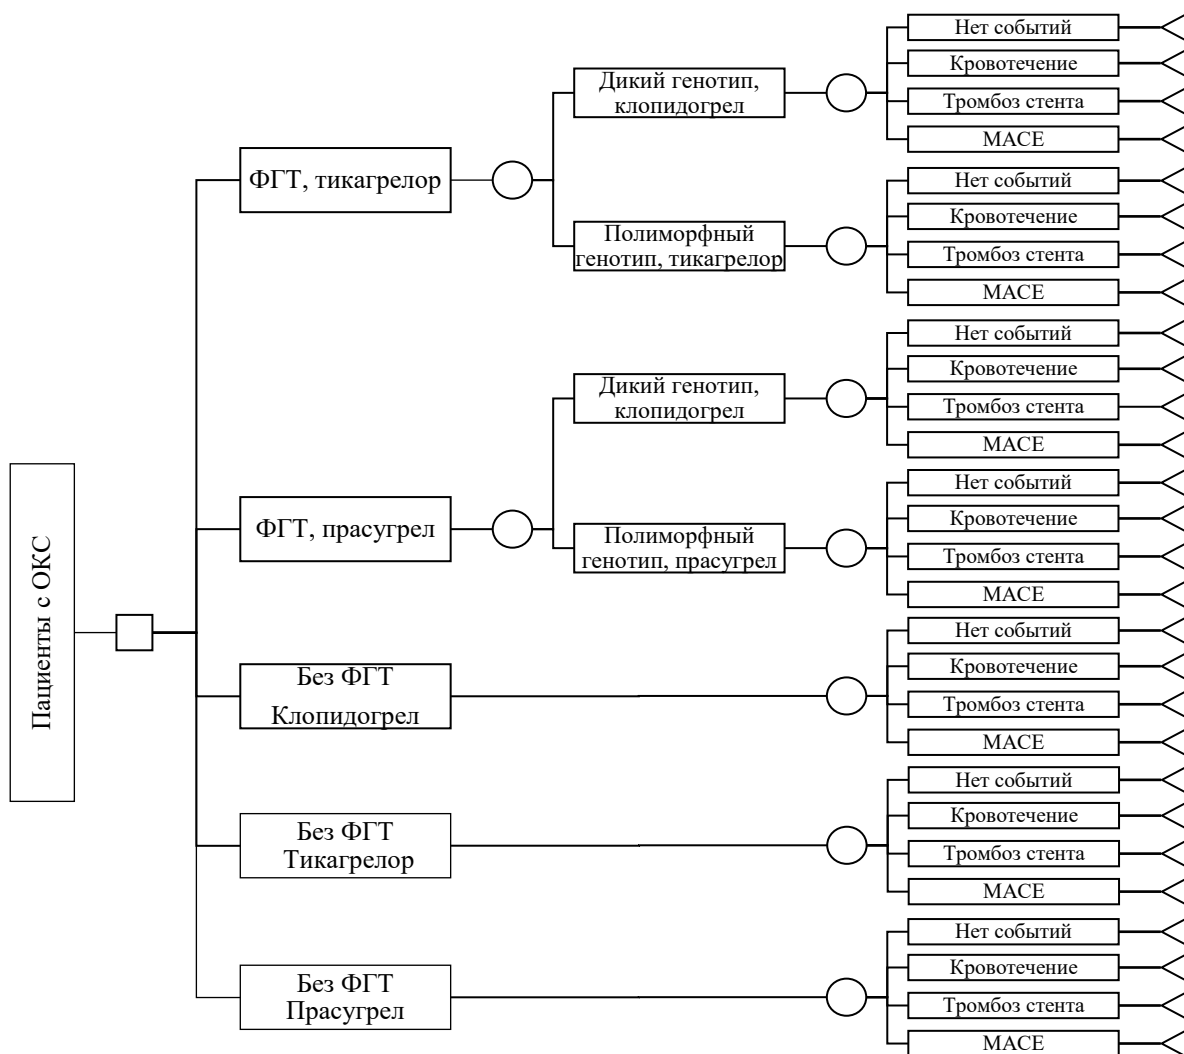 Пациенты с ОКС
ФГТ, тикагрелор
Дикий генотип,
клопидогрел
Нет событий
Кровотечение
Тромбоз стента
MACE
Полиморфный
генотип, тикагрелор
Нет событий
Кровотечение
Тромбоз стента
MACE
ФГТ, прасугрел
Дикий генотип,
клопидогрел
Нет событий
Кровотечение
Тромбоз стента
MACE
Полиморфный
генотип, прасугрел
Нет событий
Кровотечение
Тромбоз стента
MACE
Без ФГТ
Клопидогрел
Нет событий
Кровотечение
Тромбоз стента
MACE
Без ФГТ
Тикагрелор
Нет событий
Кровотечение
Тромбоз стента
MACE
Без ФГТ
Прасугрел
Нет событий
Кровотечение
Тромбоз стента
MACE